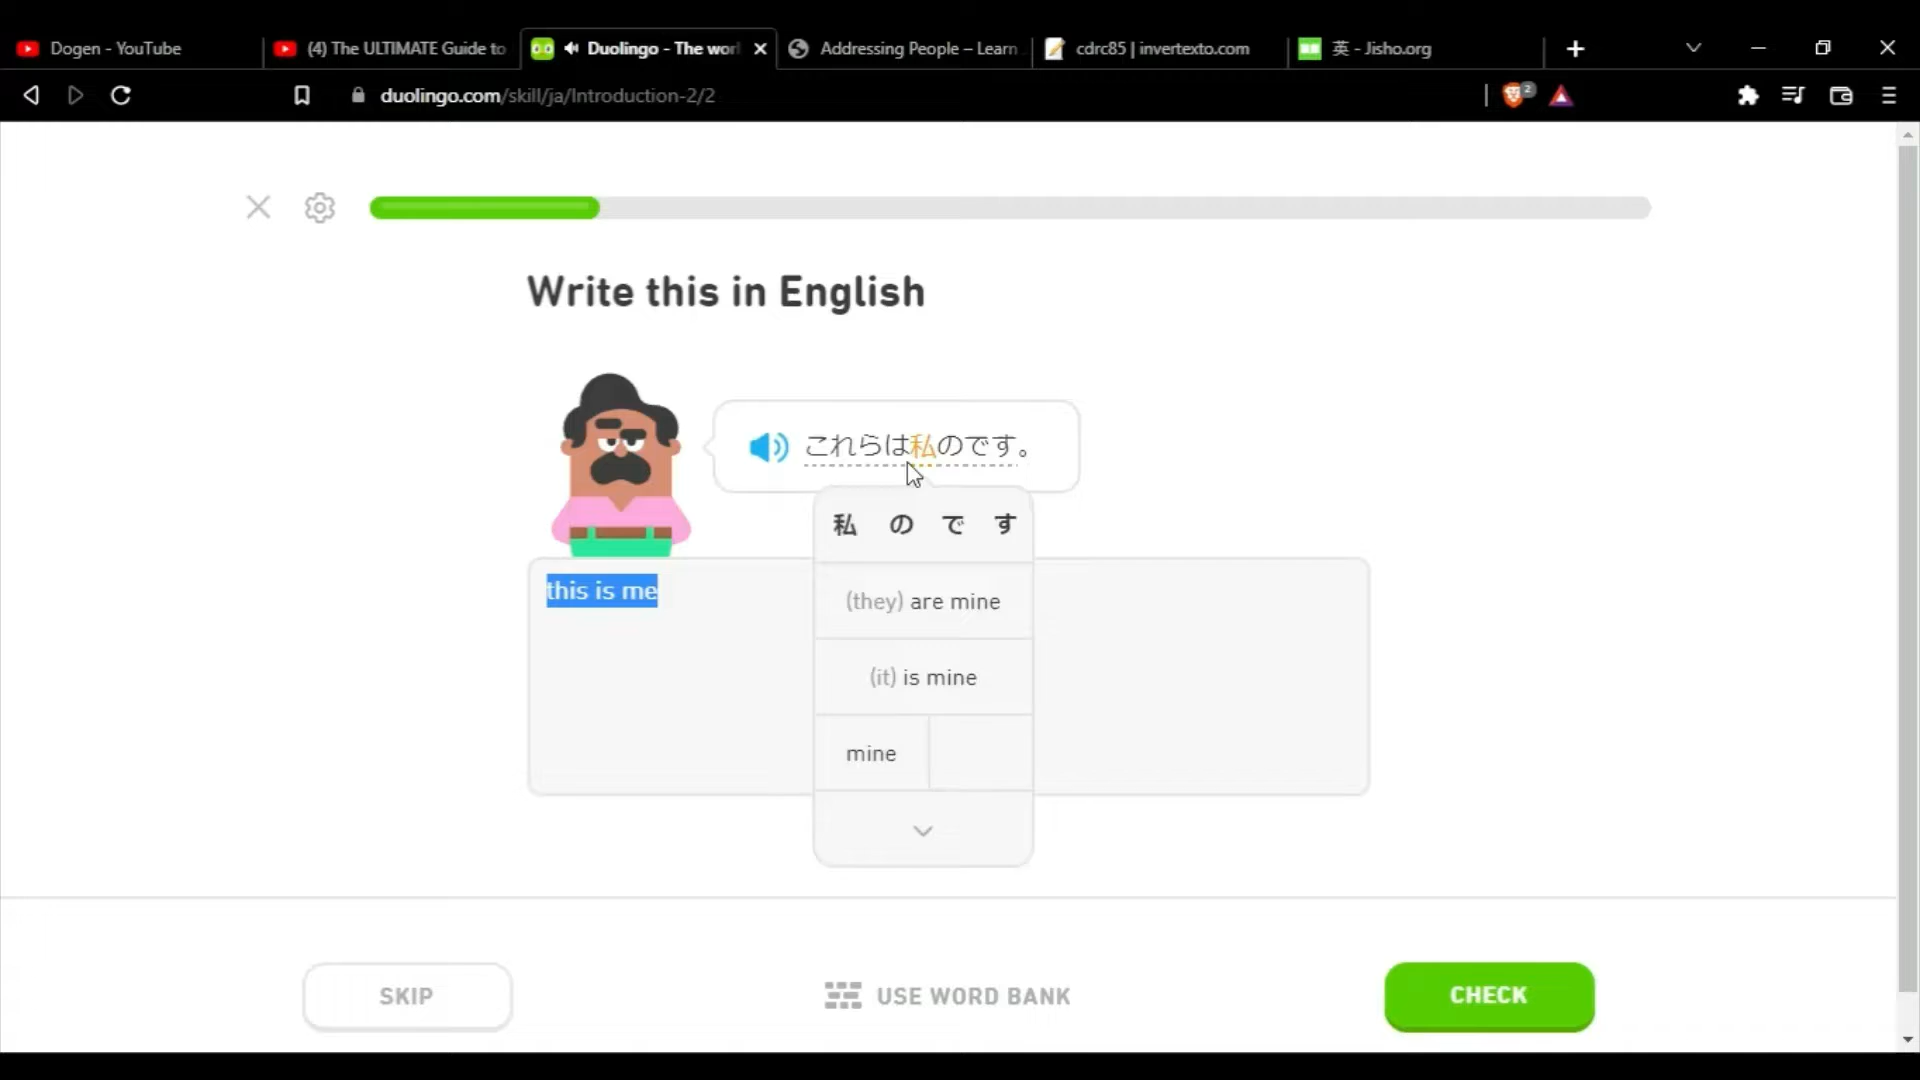 Dogen - YouTube
(4) The ULTIMATE Guide to
Duolingo - The worl
Addressing People – Learn
cdrc85 | invertexto.com
英 - Jisho.org
duolingo.com/skill/ja/Introduction-2/2
2
Write this in English
これらは私のです。
私 の で す
this is me
(they) are mine
(it) is mine
mine
SKIP
USE WORD BANK
CHECK